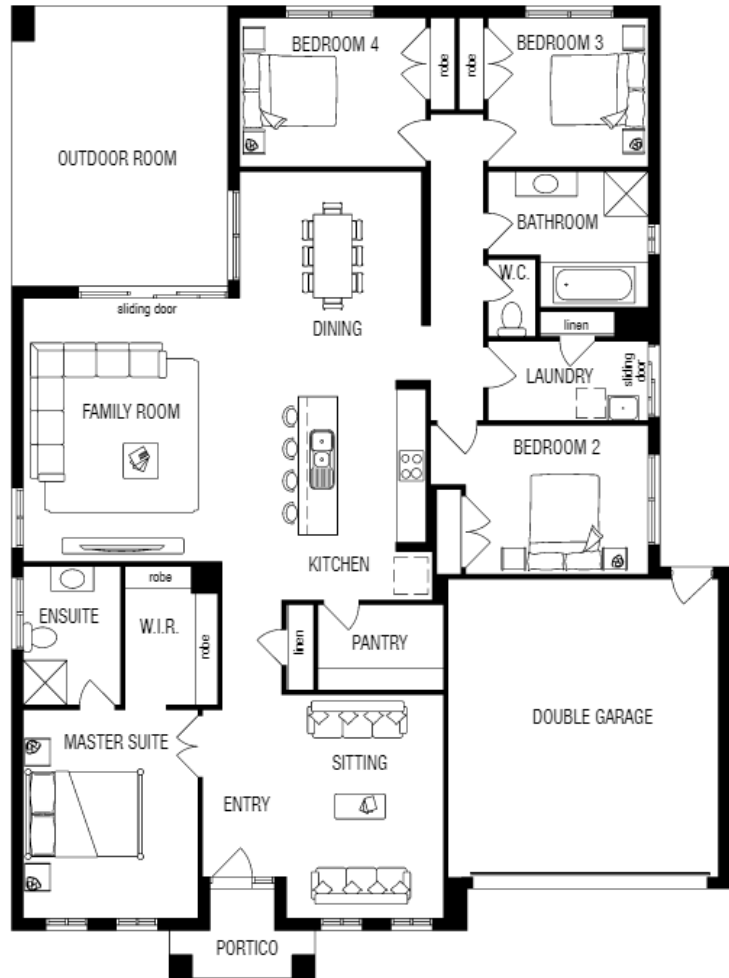 BEDROOM 4
robe
robe
BEDROOM 3
OUTDOOR ROOM
BATHROOM
W.C.
sliding door
linen
DINING
LAUNDRY
sliding
door
FAMILY ROOM
BEDROOM 2
KITCHEN
robe
ENSUITE
W.I.R.
robe
linen
PANTRY
DOUBLE GARAGE
MASTER SUITE
SITTING
ENTRY
PORTICO